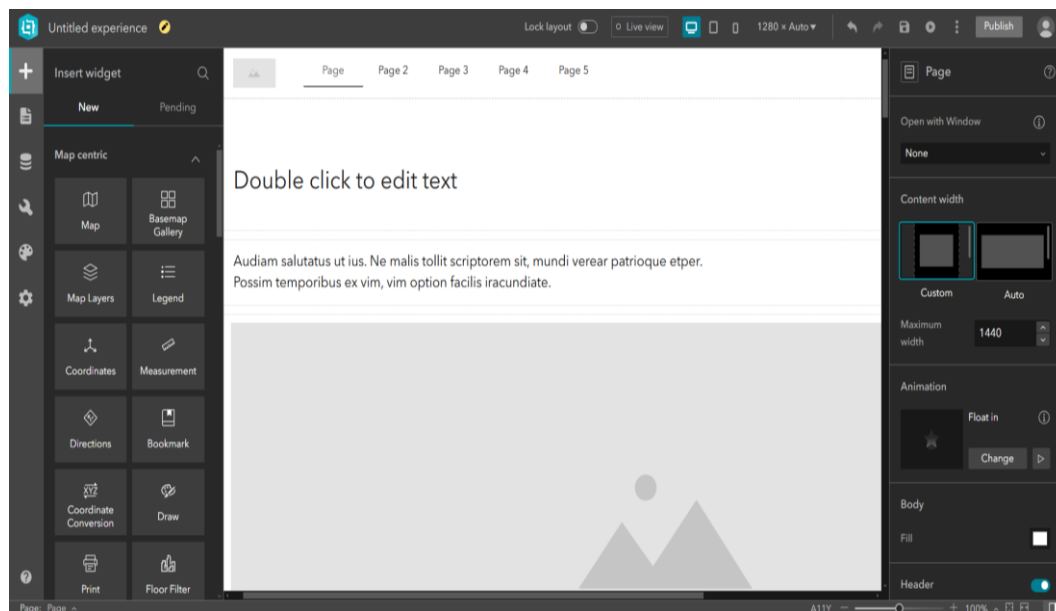 Untitled experience
Lock layout
Live view
1280 × Auto
Publish
Insert widget
New
Pending
Map centric
Map
Basemap
Gallery
Map Layers
Legend
Coordinates
Measurement
Directions
Bookmark
XYZ
Coordinate
Conversion
Draw
Print
Floor Filter
Page
Page 2
Page 3
Page 4
Page 5
Double click to edit text
Audiam salutatus ut ius. Ne malis tollit scriptorem sit, mundi verear patrioque etper.
Possim temporibus ex vim, vim option facilis iracundiate.
Page
Open with Window
None
Content width
Custom
Auto
Maximum
width
1440
Animation
Float in
Change
Body
Fill
Header
Page: Page
A11Y
100%